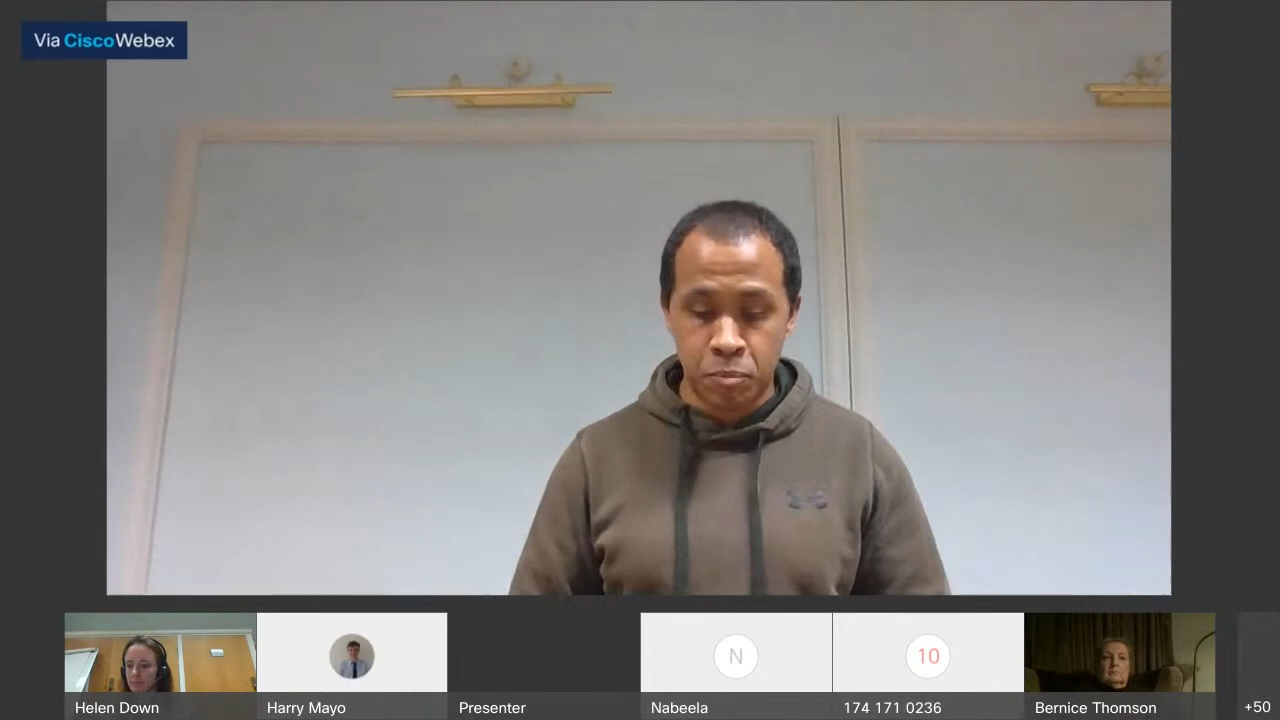 Via CiscoWebex
N
10
Helen Down
Harry Mayo
Presenter
Nabeela
174 171 0236
Bernice Thomson
+50